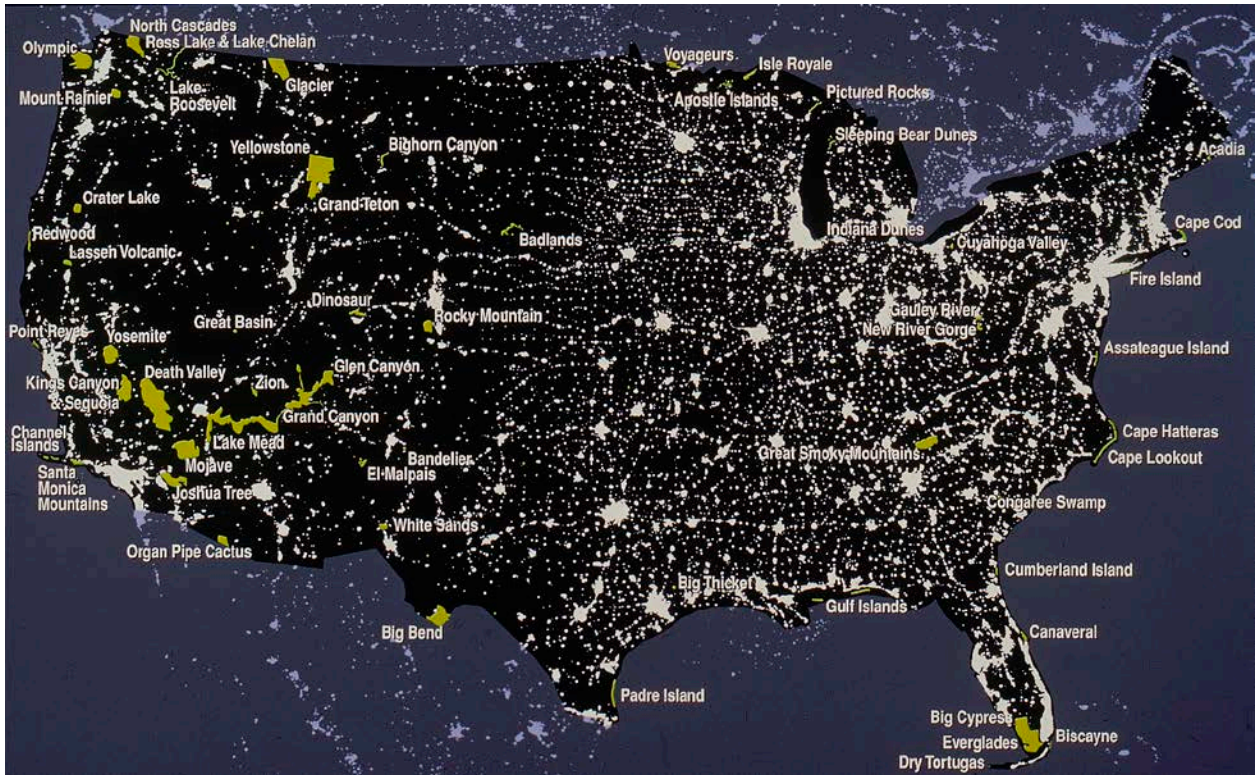 North Cascades
Ross Lake & Lake Chelan
Olympic
Lake
Roosevelt
Glacier
Mount Rainier
Voyageurs
Isle Royale
Apostle Islands
Pictured Rocks
Sleeping Bear Dunes
Acadia
Yellowstone
Bighorn Canyon
Grand Teton
Crater Lake
Redwood
Lassen Volcanic
Badlands
Indiana Dunes
Cuyahoga Valley
Cape Cod
Fire Island
Dinosaur
Great Basin
Rocky Mountain
Gauley River
New River Gorge
Point Reyes
Yosemite
Assateague Island
Glen Canyon
Death Valley
Zion
Kings Canyon
& Sequoia
Grand Canyon
Lake Mead
Channel
Islands
Mojave
Bandelier
El Malpais
Great Smoky Mountains
Cape Hatteras
Cape Lookout
Santa
Monica
Mountains
Joshua Tree
Congaree Swamp
White Sands
Organ Pipe Cactus
Cumberland Island
Big Thicket
Gulf Islands
Big Bend
Canaveral
Padre Island
Big Cypress
Everglades
Biscayne
Dry Tortugas